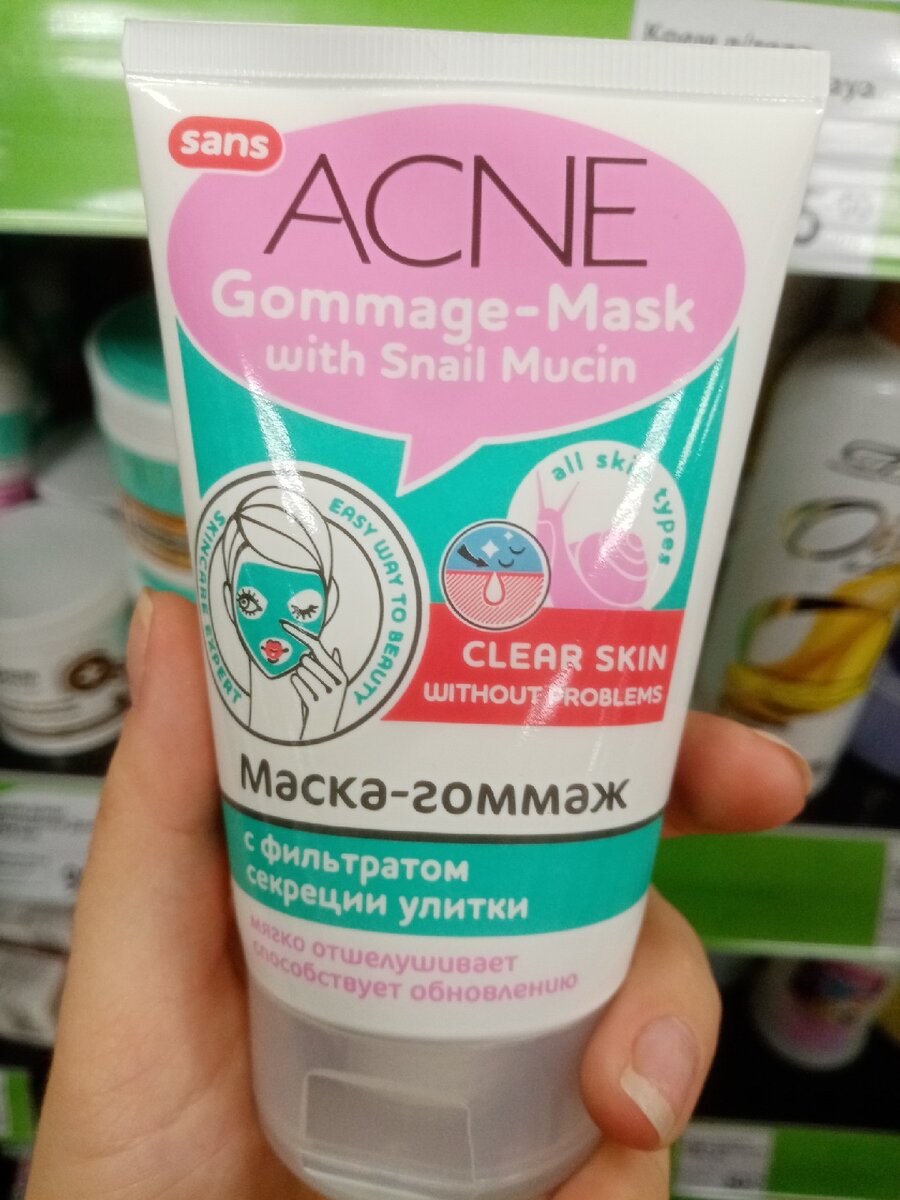 sans
ACNE
Gommage-Mask
with Snail Mucin
all skin types
SKINCARE EXPERT
EASY WAY TO BEAUTY
CLEAR SKIN
WITHOUT PROBLEMS
Маска-гоммаж
с фильтратом
секреции улитки
мягко отшелушивает
способствует обновлению